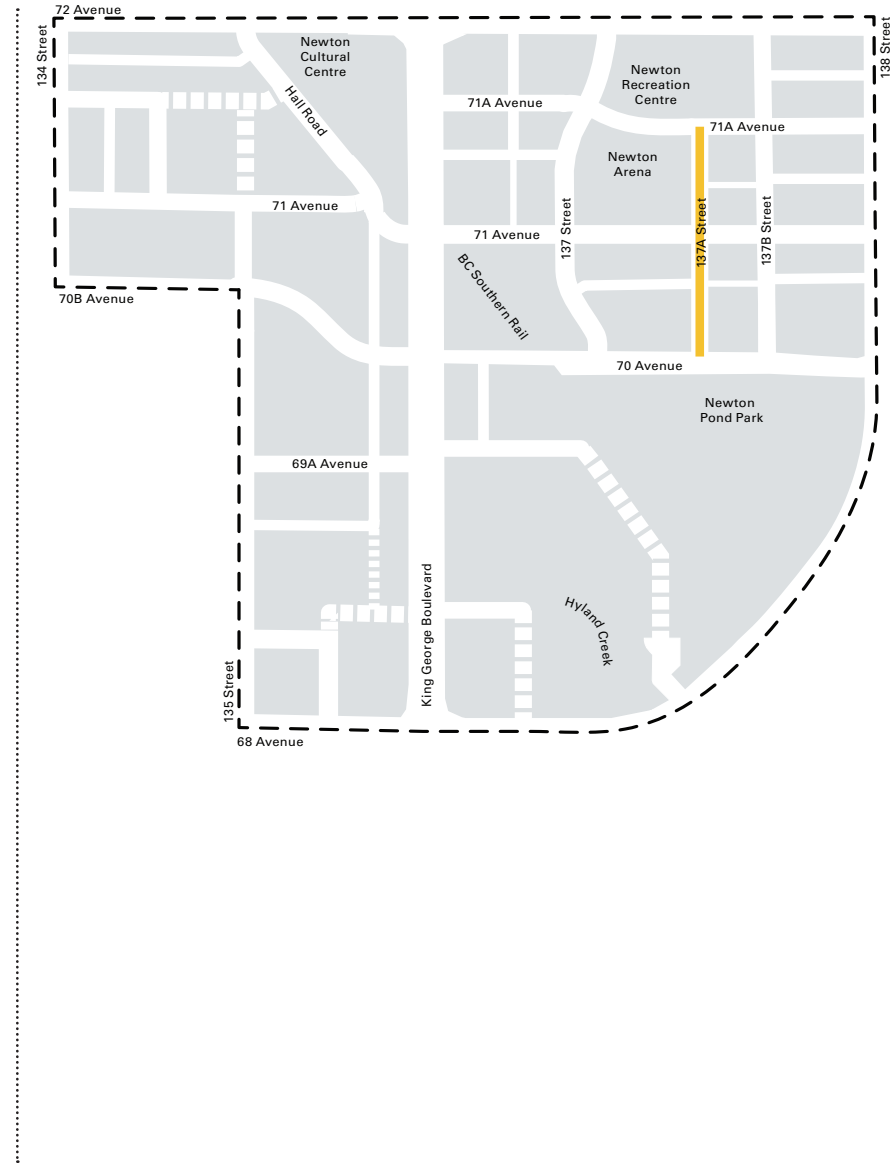 72 Avenue
134 Street
138 Street
Newton
Cultural
Centre
Newton
Recreation
Centre
Hall Road
71A Avenue
71A Avenue
Newton
Arena
71 Avenue
71 Avenue
137 Street
137A Street
137B Street
BC Southern Rail
70B Avenue
70 Avenue
Newton
Pond Park
69A Avenue
King George Boulevard
Hyland Creek
135 Street
68 Avenue